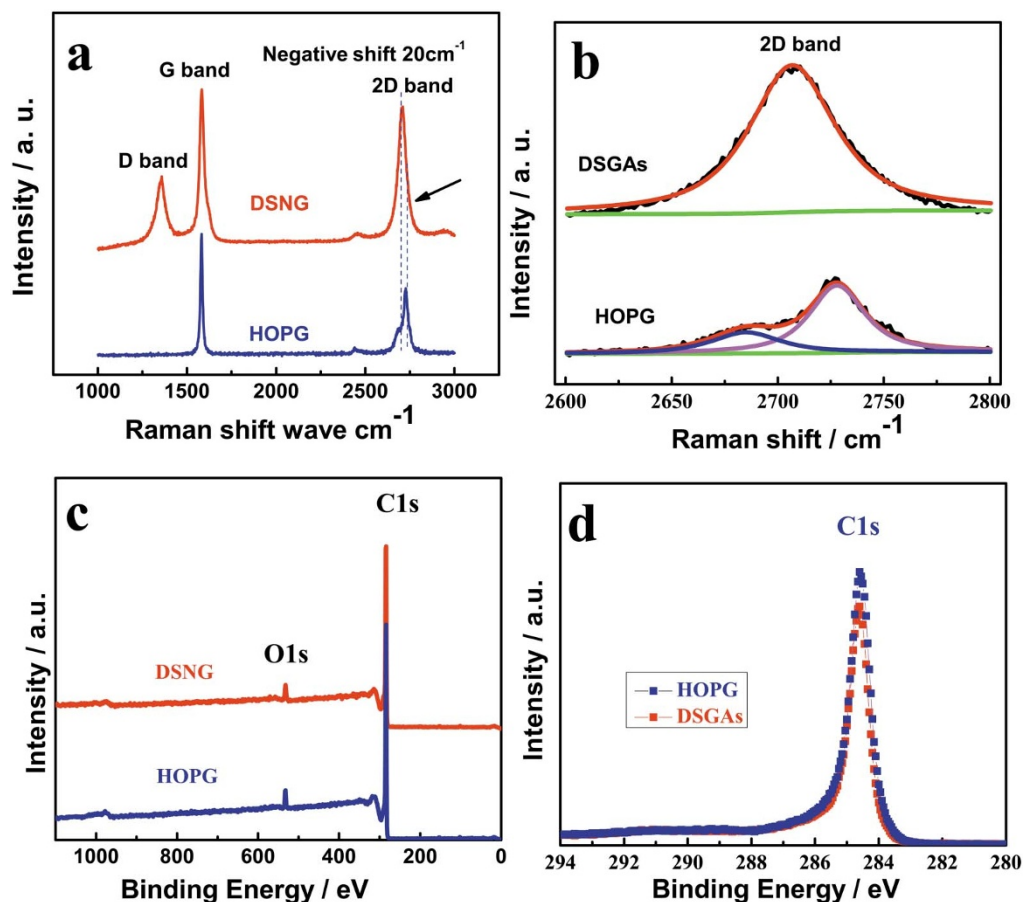 a
G band
Negative shift 20cm⁻¹
2D band
D band
DSNG
HOPG
Intensity / a. u.
1000 1500 2000 2500 3000
Raman shift wave cm⁻¹
b
2D band
DSGAs
HOPG
Intensity / a. u.
2600 2650 2700 2750 2800
Raman shift / cm⁻¹
c
C1s
O1s
DSNG
HOPG
Intensity / a.u.
1000 800 600 400 200 0
Binding Energy / eV
d
C1s
HOPG
DSGAs
Intensity / a.u.
294 292 290 288 286 284 282 280
Binding Energy / eV